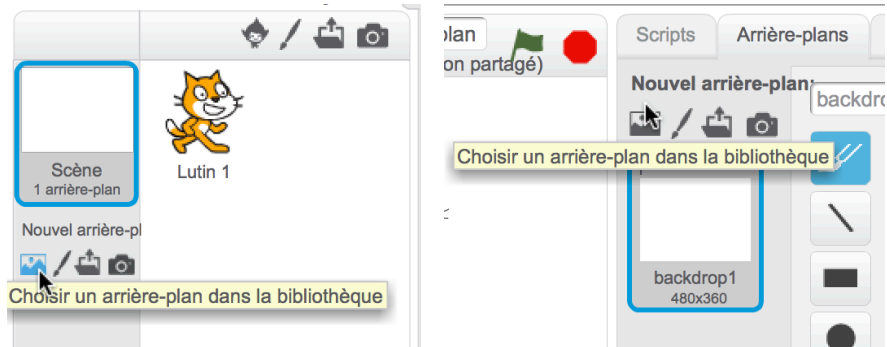 Scène
1 arrière-plan
Lutin 1
Nouvel arrière-pl
Choisir un arrière-plan dans la bibliothèque
plan
on partagé)
Scripts
Arrière-plans
Nouvel arrière-plan:
backdro
Choisir un arrière-plan dans la bibliothèque
backdrop1
480x360